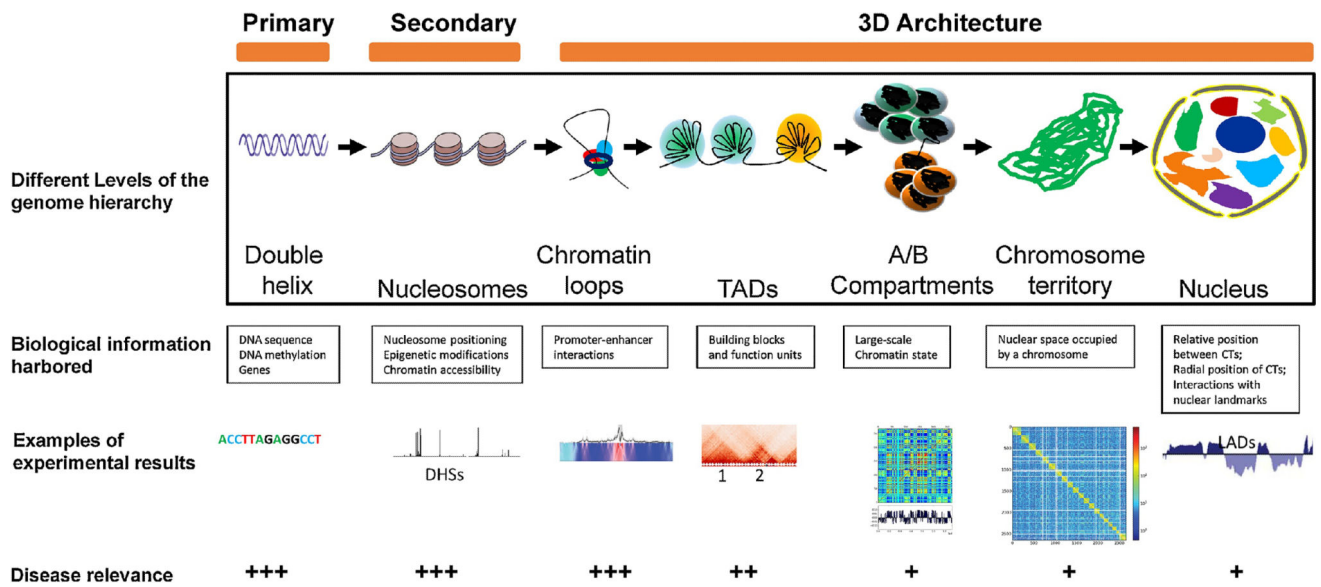 Primary
Secondary
3D Architecture
Different Levels of the
genome hierarchy
Double
helix
Nucleosomes
Chromatin
loops
TADs
A/B
Compartments
Chromosome
territory
Nucleus
Biological information
harbored
DNA sequence
DNA methylation
Genes
Nucleosome positioning
Epigenetic modifications
Chromatin accessibility
Promoter-enhancer
interactions
Building blocks
and function units
Large-scale
Chromatin state
Nuclear space occupied
by a chromosome
Relative position
between CTs;
Radial position of CTs;
Interactions with
nuclear landmarks
Examples of
experimental results
ACCTTAGAGGCCT
DHSs
1 2
LADs
Disease relevance
+++ +++ +++ ++ + + +